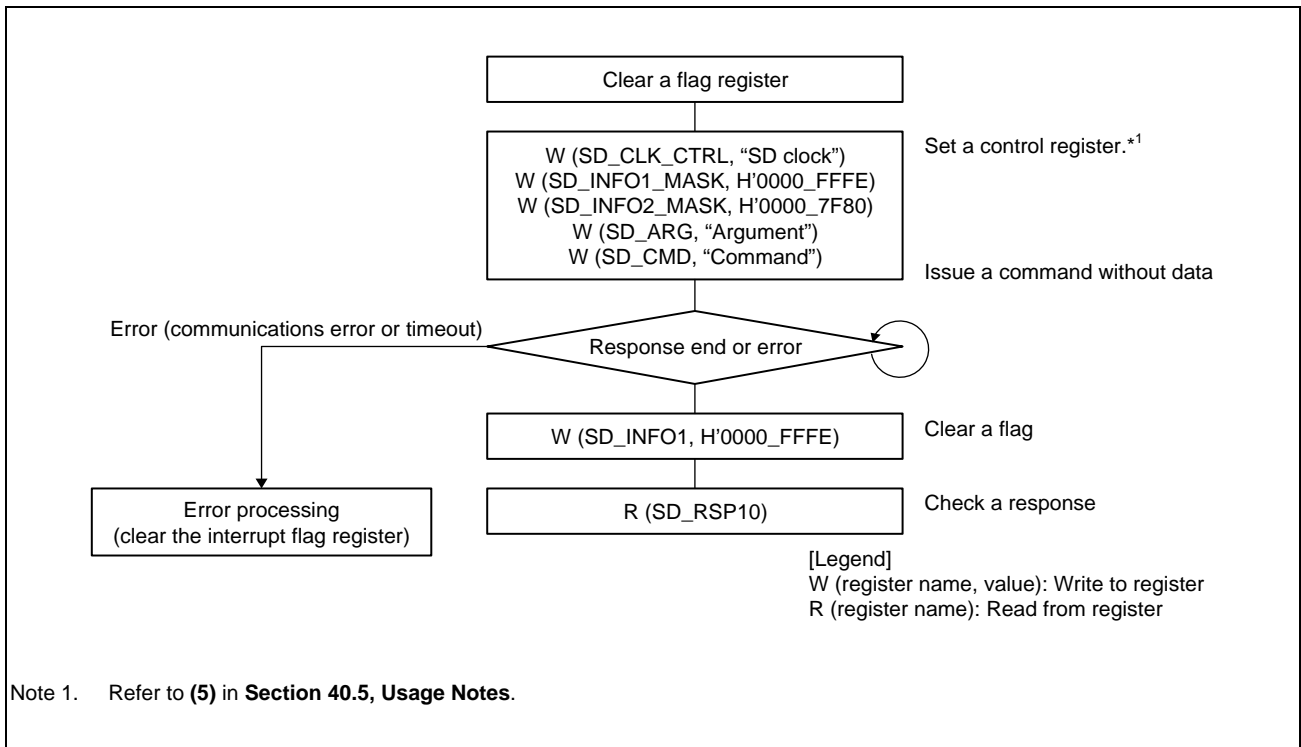 Clear a flag register
W (SD_CLK_CTRL, “SD clock”)
W (SD_INFO1_MASK, H'0000_FFFE)
W (SD_INFO2_MASK, H'0000_7F80)
W (SD_ARG, “Argument”)
W (SD_CMD, “Command”)
Set a control register.*1
Issue a command without data
Error (communications error or timeout)
Response end or error
W (SD_INFO1, H'0000_FFFE)
Clear a flag
Error processing
(clear the interrupt flag register)
R (SD_RSP10)
Check a response
[Legend]
W (register name, value): Write to register
R (register name): Read from register
Note 1. Refer to (5) in Section 40.5, Usage Notes.